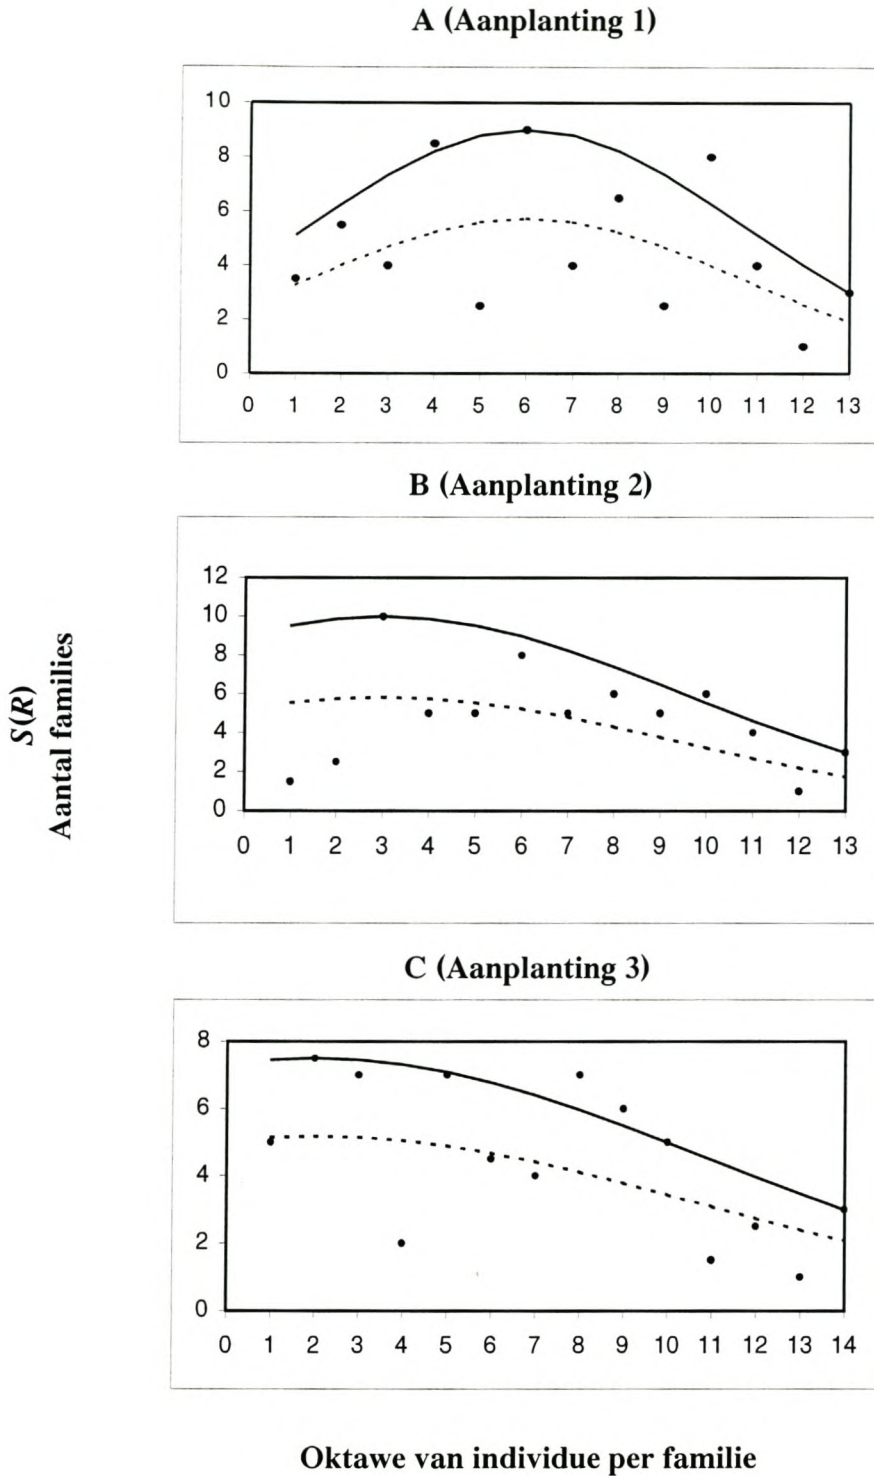 A (Aanplanting 1)
10
8
6
4
2
0
0 1 2 3 4 5 6 7 8 9 10 11 12 13
B (Aanplanting 2)
12
10
8
6
4
2
0
0 1 2 3 4 5 6 7 8 9 10 11 12 13
S(R)
Aantal families
C (Aanplanting 3)
8
6
4
2
0
0 1 2 3 4 5 6 7 8 9 10 11 12 13 14
Oktawe van individue per familie